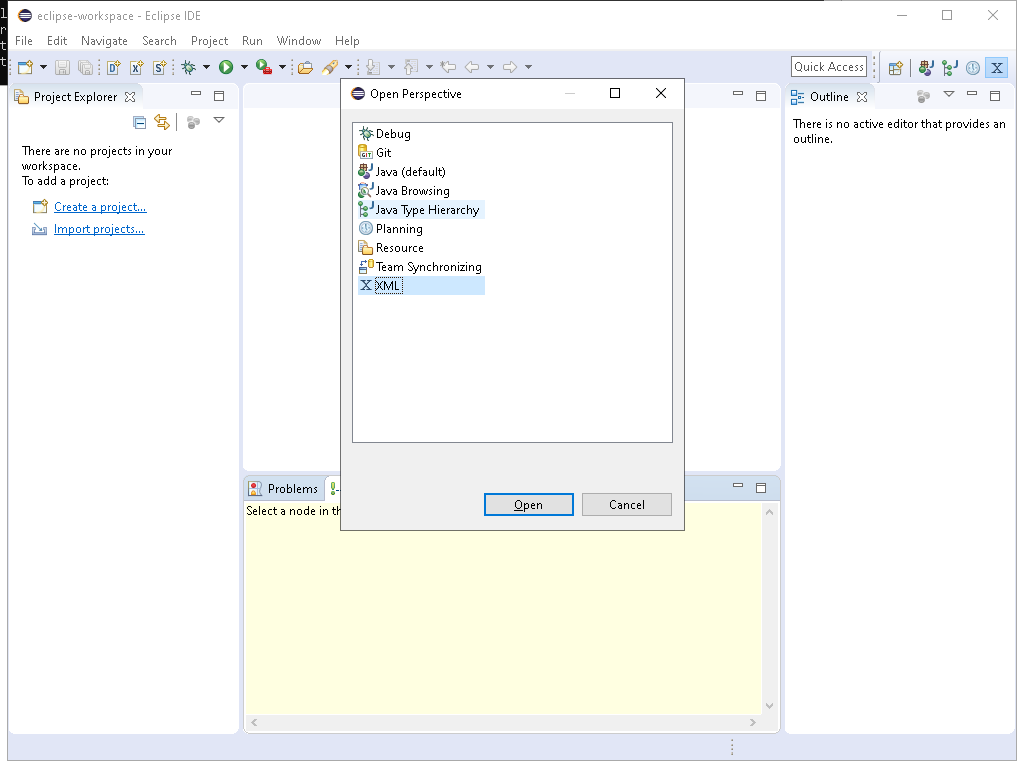 eclipse-workspace - Eclipse IDE
File Edit Navigate Search Project Run Window Help
Quick Access
Project Explorer
There are no projects in your
workspace.
To add a project:
Create a project...
Import projects...
Open Perspective
Debug
Git
Java (default)
Java Browsing
Java Type Hierarchy
Planning
Resource
Team Synchronizing
XML
Open Cancel
Outline
There is no active editor that provides an
outline.
Problems
Select a node in th